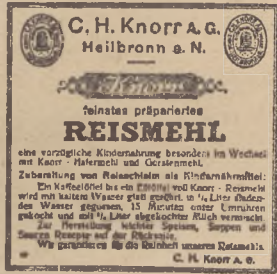 C. H. Knorr A. G.
Heilbronn a. N.
Knorr
feinstes präpariertes
REISMEHL
eine vorzügliche Kindernahrung besonders im Wechsel
mit Knorr - Hafermehl und Gerstenmehl.
Zubereitung von Reisschleim als Kindernährmittel:
Ein Kaffeelöffel bis ein Eßlöffel voll Knorr - Reismehl
wird mit kaltem Wasser glatt gerührt, in ¼ Liter
den Wasser gegossen, 15 Minuten unter Umrühren
gekocht und mit ¼ Liter abgekochter Milch vermischt.
Zur Herstellung leichter Speisen, Suppen und
Saucen Rezepte auf der Rückseite.
Wir garantieren für die Reinheit unseres Reismehls.
C. H. Knorr A. G.